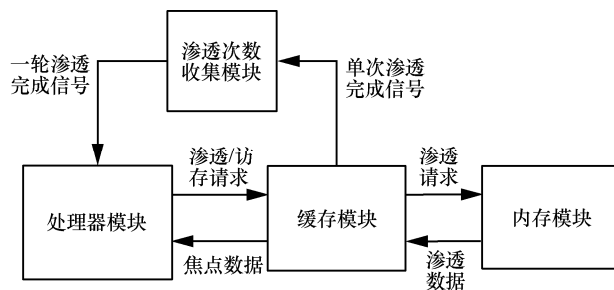 渗透次数
收集模块
一轮渗透
完成信号
单次渗透
完成信号
渗透/访
存请求
渗透
请求
处理器模块
缓存模块
内存模块
焦点数据
渗透
数据